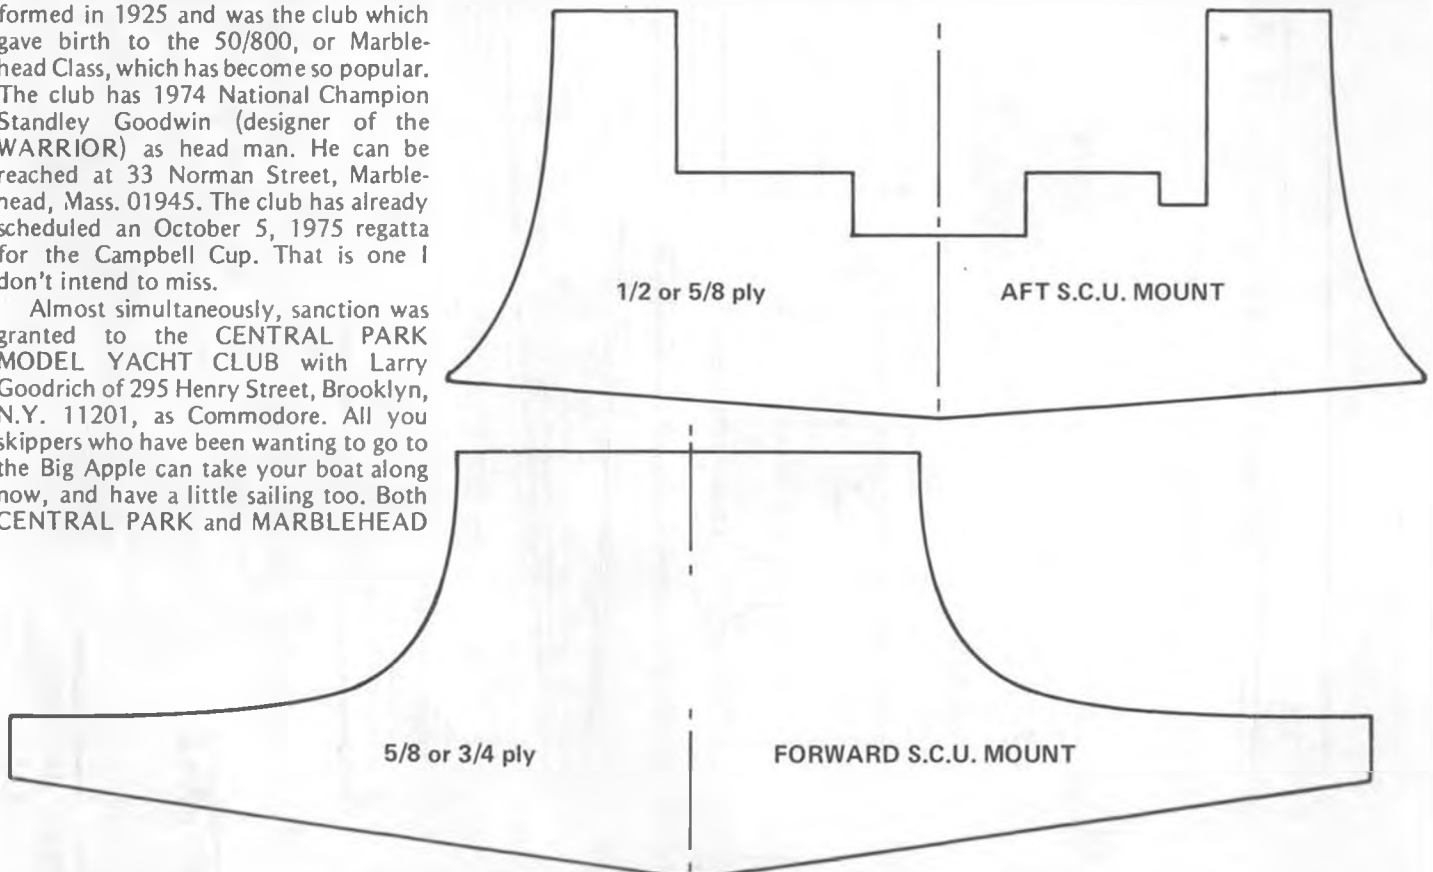 formed in 1925 and was the club which
gave birth to the 50/800, or Marble-
head Class, which has become so popular.
The club has 1974 National Champion
Standley Goodwin (designer of the
WARRIOR) as head man. He can be
reached at 33 Norman Street, Marble-
head, Mass. 01945. The club has already
scheduled an October 5, 1975 regatta
for the Campbell Cup. That is one I
don't intend to miss.
Almost simultaneously, sanction was
granted to the CENTRAL PARK
MODEL YACHT CLUB with Larry
Goodrich of 295 Henry Street, Brooklyn,
N.Y. 11201, as Commodore. All you
skippers who have been wanting to go to
the Big Apple can take your boat along
now, and have a little sailing too. Both
CENTRAL PARK and MARBLEHEAD
1/2 or 5/8 ply
AFT S.C.U. MOUNT
5/8 or 3/4 ply
FORWARD S.C.U. MOUNT